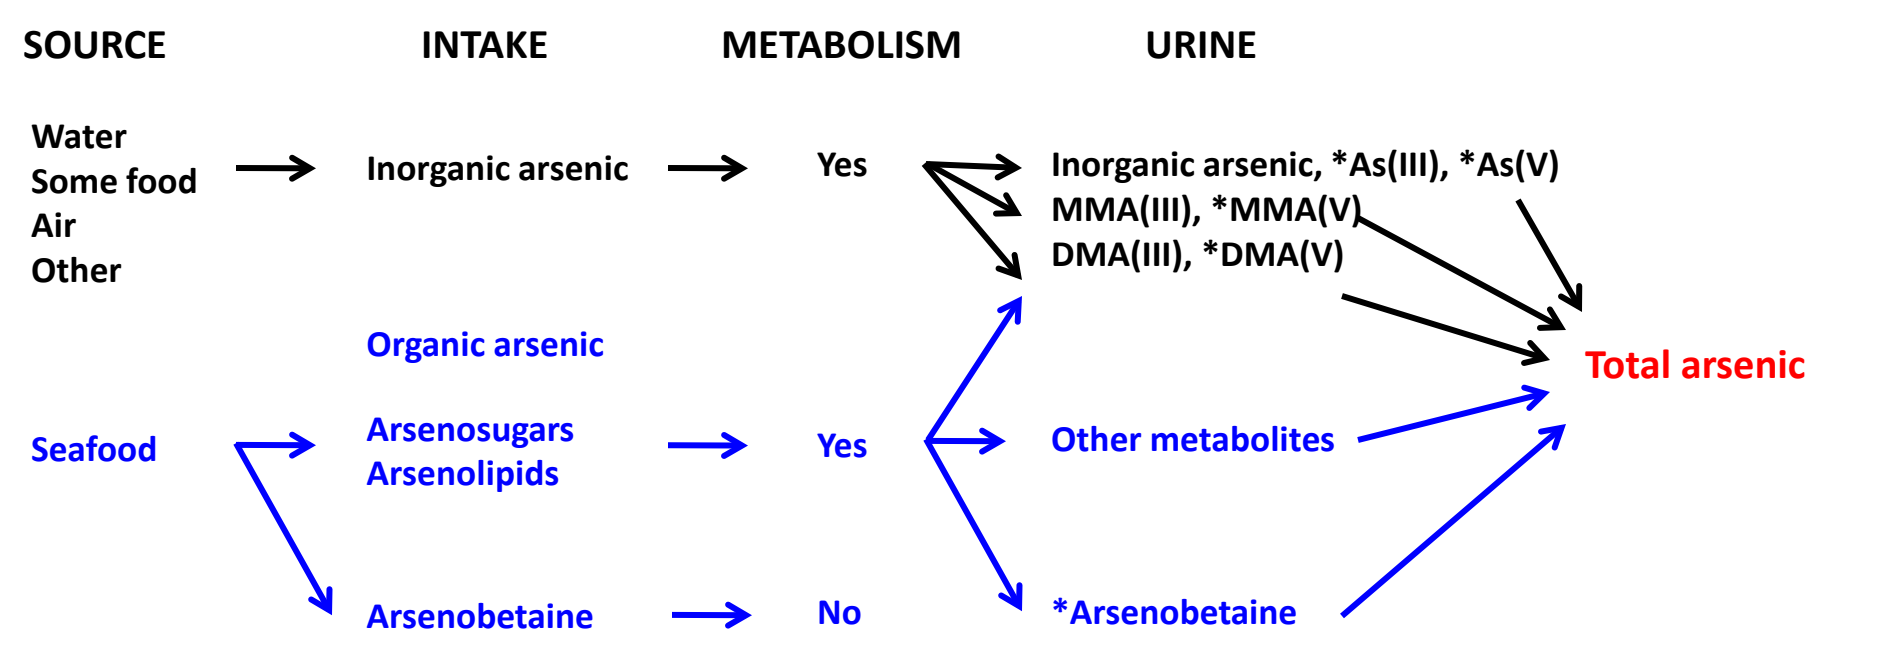 SOURCE INTAKE METABOLISM URINE
Water
Some food
Air
Other
Inorganic arsenic
Yes
Inorganic arsenic, *As(III), *As(V)
MMA(III), *MMA(V)
DMA(III), *DMA(V)
Organic arsenic
Seafood
Arsenosugars
Arsenolipids
Yes
Other metabolites
Arsenobetaine
No
*Arsenobetaine
Total arsenic